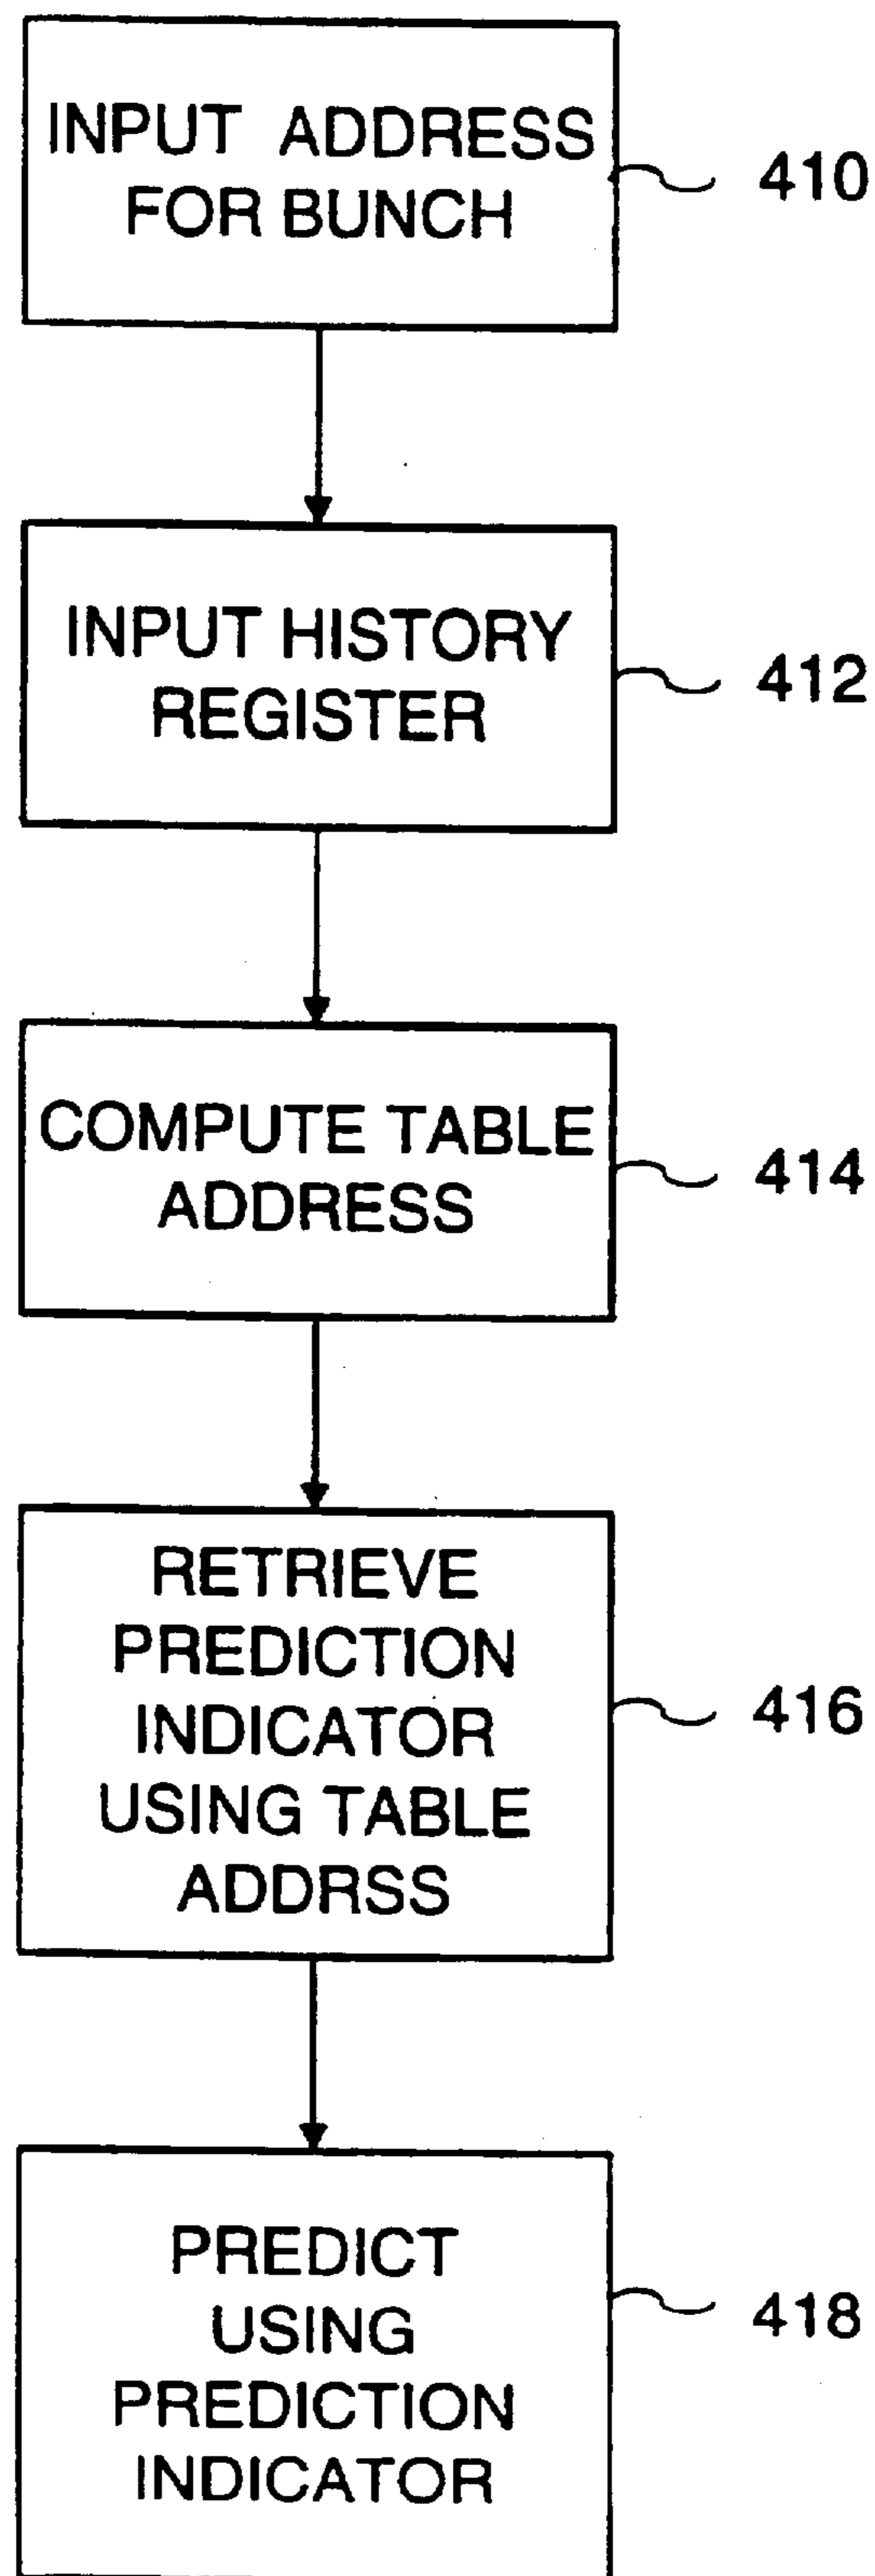 INPUT ADDRESS
FOR BUNCH
410
INPUT HISTORY
REGISTER
412
COMPUTE TABLE
ADDRESS
414
RETRIEVE
PREDICTION
INDICATOR
USING TABLE
ADDRSS
416
PREDICT
USING
PREDICTION
INDICATOR
418